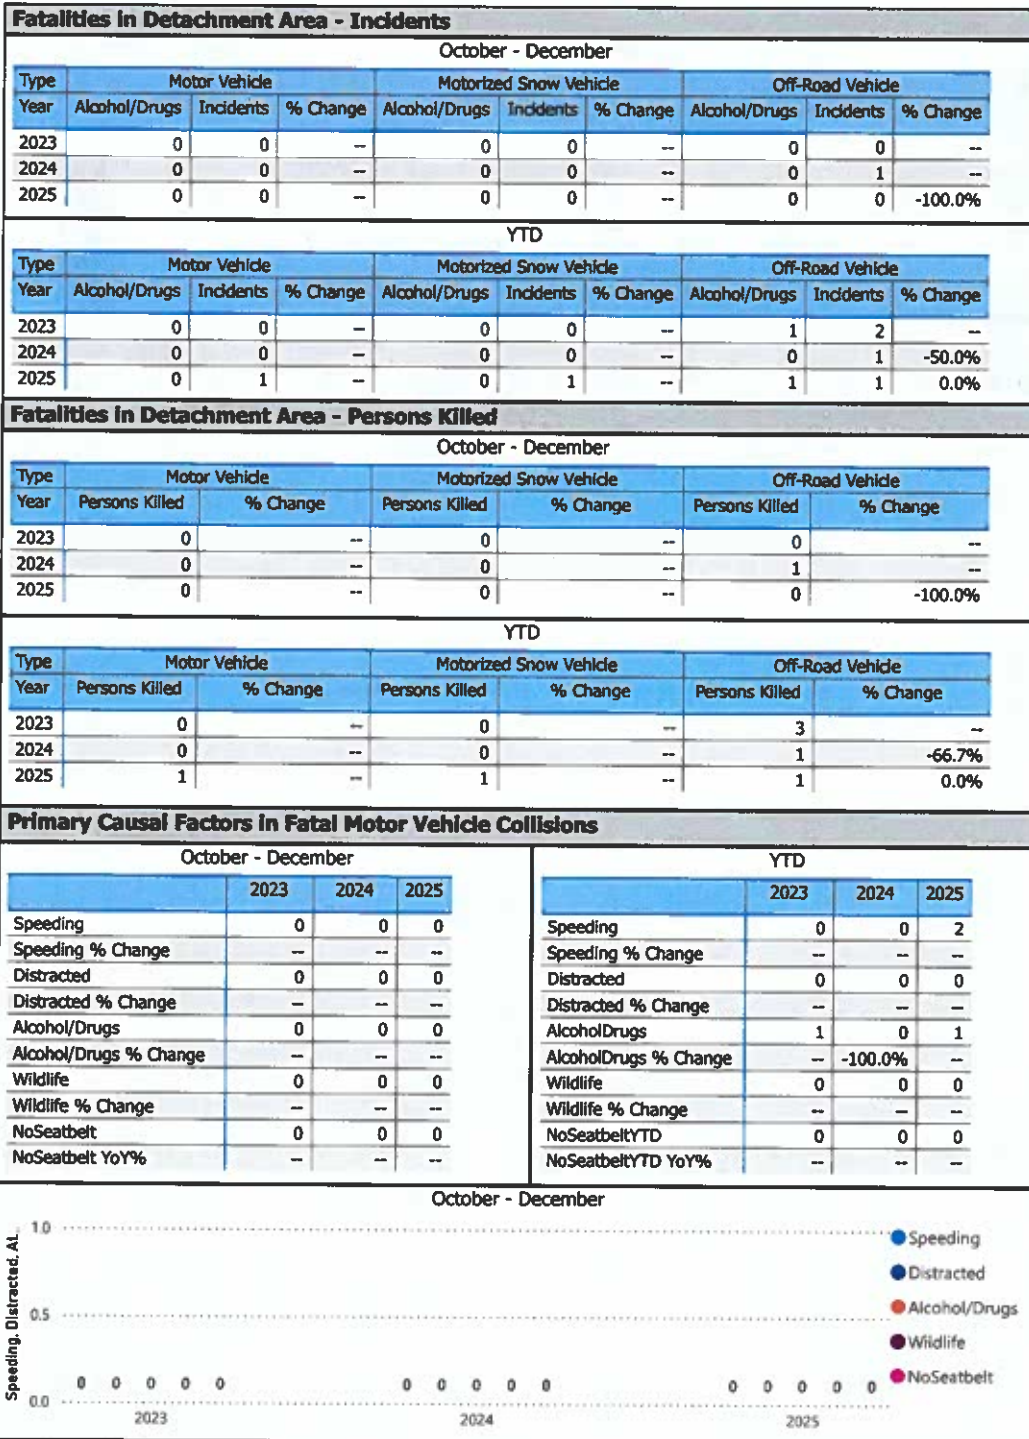 Fatalities in Detachment Area - Incidents
October - December
Type Motor Vehicle Motorized Snow Vehicle Off-Road Vehicle
Year Alcohol/Drugs Incidents % Change Alcohol/Drugs Incidents % Change Alcohol/Drugs Incidents % Change
2023 0 0 -- 0 0 -- 0 0 --
2024 0 0 -- 0 0 -- 0 1 --
2025 0 0 -- 0 0 -- 0 0 -100.0%
YTD
Type Motor Vehicle Motorized Snow Vehicle Off-Road Vehicle
Year Alcohol/Drugs Incidents % Change Alcohol/Drugs Incidents % Change Alcohol/Drugs Incidents % Change
2023 0 0 -- 0 0 -- 1 2 --
2024 0 0 -- 0 0 -- 0 1 -50.0%
2025 0 1 -- 0 1 -- 1 1 0.0%
Fatalities in Detachment Area - Persons Killed
October - December
Type Motor Vehicle Motorized Snow Vehicle Off-Road Vehicle
Year Persons Killed % Change Persons Killed % Change Persons Killed % Change
2023 0 -- 0 -- 0 --
2024 0 -- 0 -- 1 --
2025 0 -- 0 -- 0 -100.0%
YTD
Type Motor Vehicle Motorized Snow Vehicle Off-Road Vehicle
Year Persons Killed % Change Persons Killed % Change Persons Killed % Change
2023 0 -- 0 -- 3 --
2024 0 -- 0 -- 1 -66.7%
2025 1 -- 1 -- 1 0.0%
Primary Causal Factors in Fatal Motor Vehicle Collisions
October - December
2023 2024 2025
Speeding 0 0 0
Speeding % Change -- -- --
Distracted 0 0 0
Distracted % Change -- -- --
Alcohol/Drugs 0 0 0
Alcohol/Drugs % Change -- -- --
Wildlife 0 0 0
Wildlife % Change -- -- --
NoSeatbelt 0 0 0
NoSeatbelt YoY% -- -- --
YTD
2023 2024 2025
Speeding 0 0 2
Speeding % Change -- -- --
Distracted 0 0 0
Distracted % Change -- -- --
AlcoholDrugs 1 0 1
AlcoholDrugs % Change -- -100.0% --
Wildlife 0 0 0
Wildlife % Change -- -- --
NoSeatbeltYTD 0 0 0
NoSeatbeltYTD YoY% -- -- --
October - December
Speeding, Distracted, AL...
1.0
0.5
0.0
0 0 0 0 0 0 0 0 0 0 0 0 0 0 0
2023 2024 2025
Speeding
Distracted
Alcohol/Drugs
Wildlife
NoSeatbelt